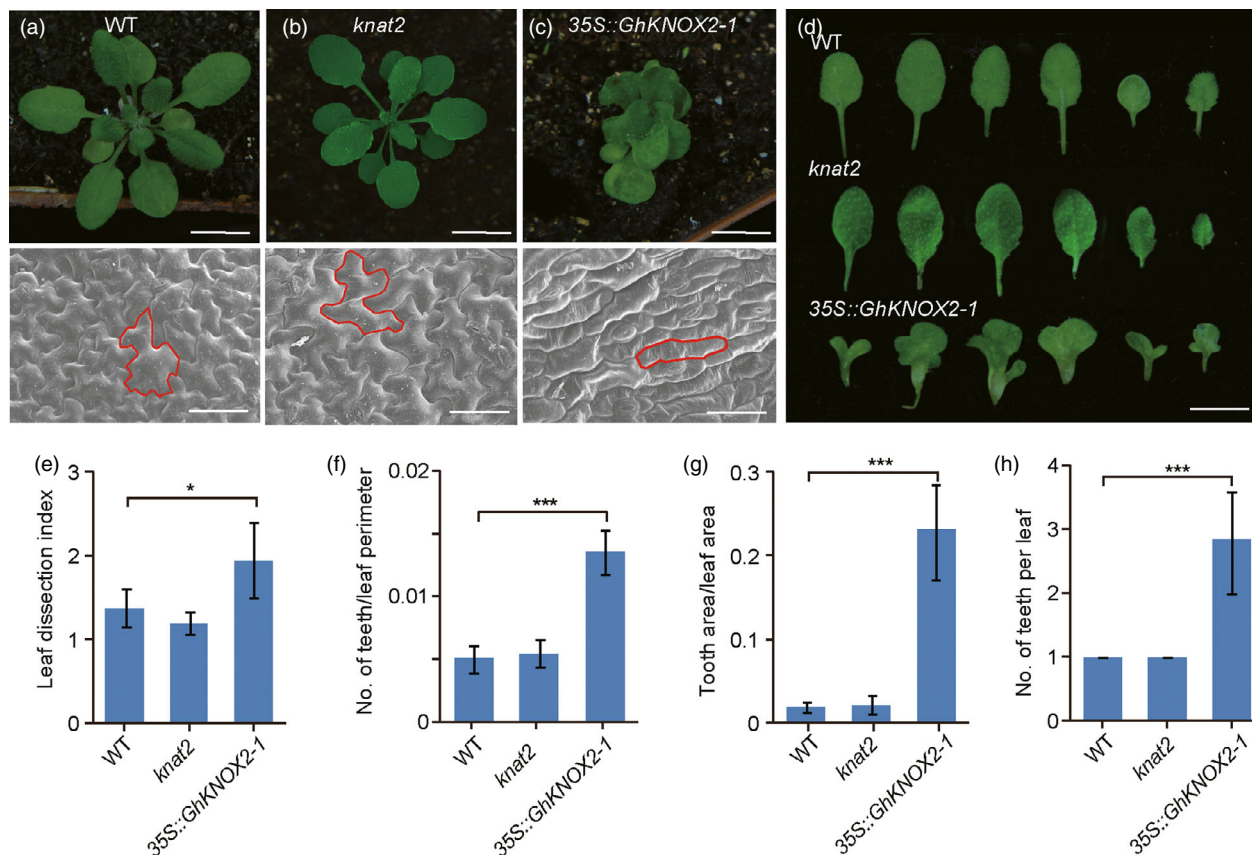 (a) WT
(b) knat2
(c) 35S::GhKNOX2-1
(d)
WT
knat2
35S::GhKNOX2-1
(e)
Leaf dissection index
3
2
1
0
*
WT
knat2
35S::GhKNOX2-1
(f)
No. of teeth/leaf perimeter
0.02
0.01
0
***
WT
knat2
35S::GhKNOX2-1
(g)
Tooth area/leaf area
0.3
0.2
0.1
0
***
WT
knat2
35S::GhKNOX2-1
(h)
No. of teeth per leaf
4
3
2
1
0
***
WT
knat2
35S::GhKNOX2-1